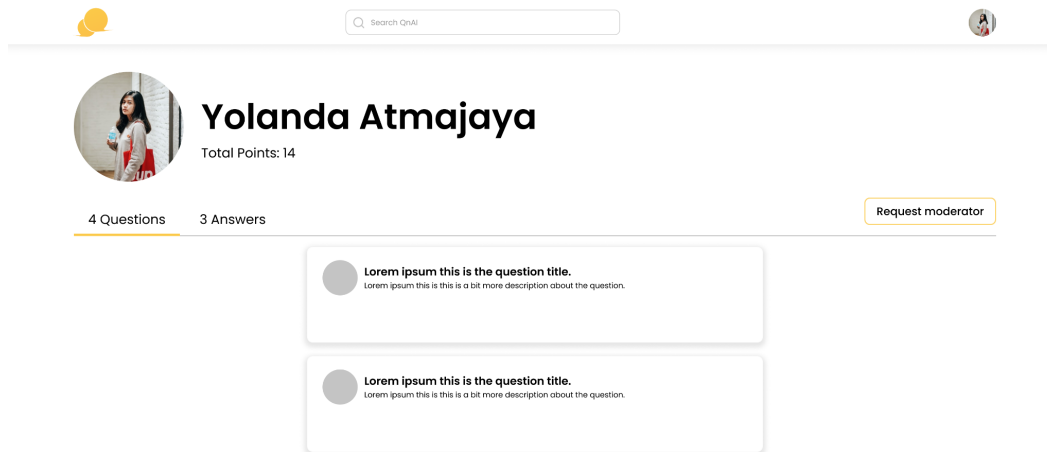 Search QnAI
Yolanda Atmajaya
Total Points: 14
4 Questions
3 Answers
Request moderator
Lorem ipsum this is the question title.
Lorem ipsum this is this is a bit more description about the question.
Lorem ipsum this is the question title.
Lorem ipsum this is this is a bit more description about the question.